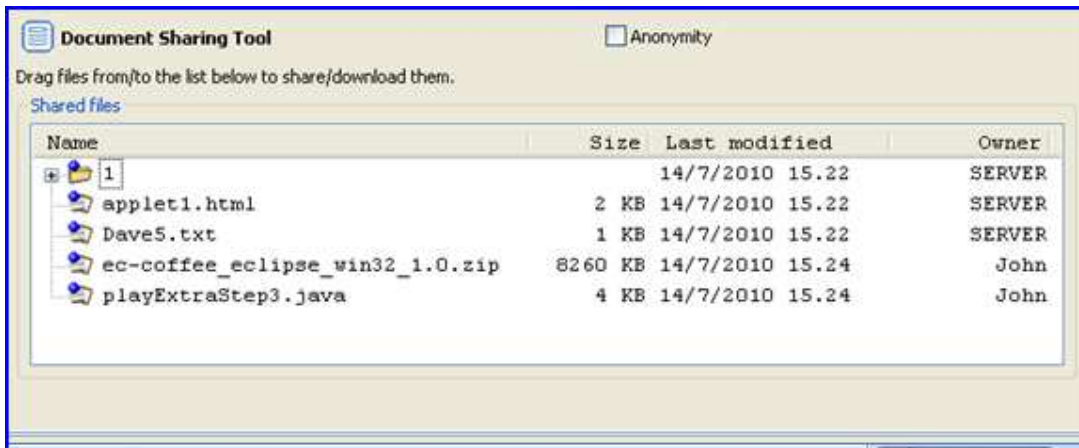 Document Sharing Tool Anonymity
Drag files from/to the list below to share/download them.
Shared files
Name Size Last modified Owner
1 14/7/2010 15.22 SERVER
applet1.html 2 KB 14/7/2010 15.22 SERVER
Dave5.txt 1 KB 14/7/2010 15.22 SERVER
ec-coffee_eclipse_win32_1.0.zip 8260 KB 14/7/2010 15.24 John
playExtraStep3.java 4 KB 14/7/2010 15.24 John